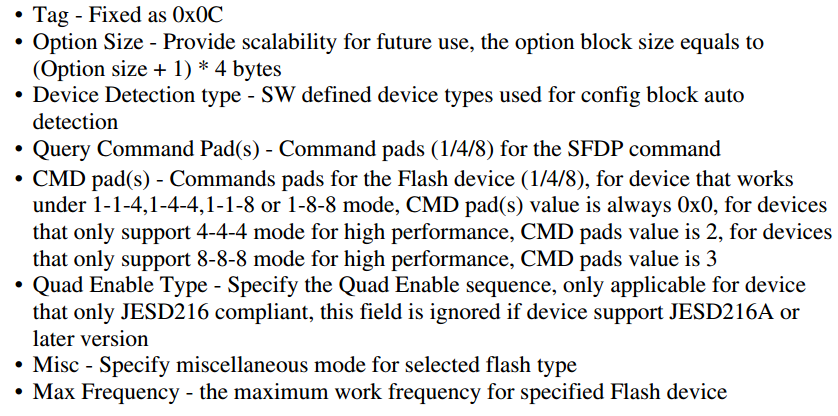 • Tag - Fixed as 0x0C
• Option Size - Provide scalability for future use, the option block size equals to
(Option size + 1) * 4 bytes
• Device Detection type - SW defined device types used for config block auto
detection
• Query Command Pad(s) - Command pads (1/4/8) for the SFDP command
• CMD pad(s) - Commands pads for the Flash device (1/4/8), for device that works
under 1-1-4,1-4-4,1-1-8 or 1-8-8 mode, CMD pad(s) value is always 0x0, for devices
that only support 4-4-4 mode for high performance, CMD pads value is 2, for devices
that only support 8-8-8 mode for high performance, CMD pads value is 3
• Quad Enable Type - Specify the Quad Enable sequence, only applicable for device
that only JESD216 compliant, this field is ignored if device support JESD216A or
later version
• Misc - Specify miscellaneous mode for selected flash type
• Max Frequency - the maximum work frequency for specified Flash device